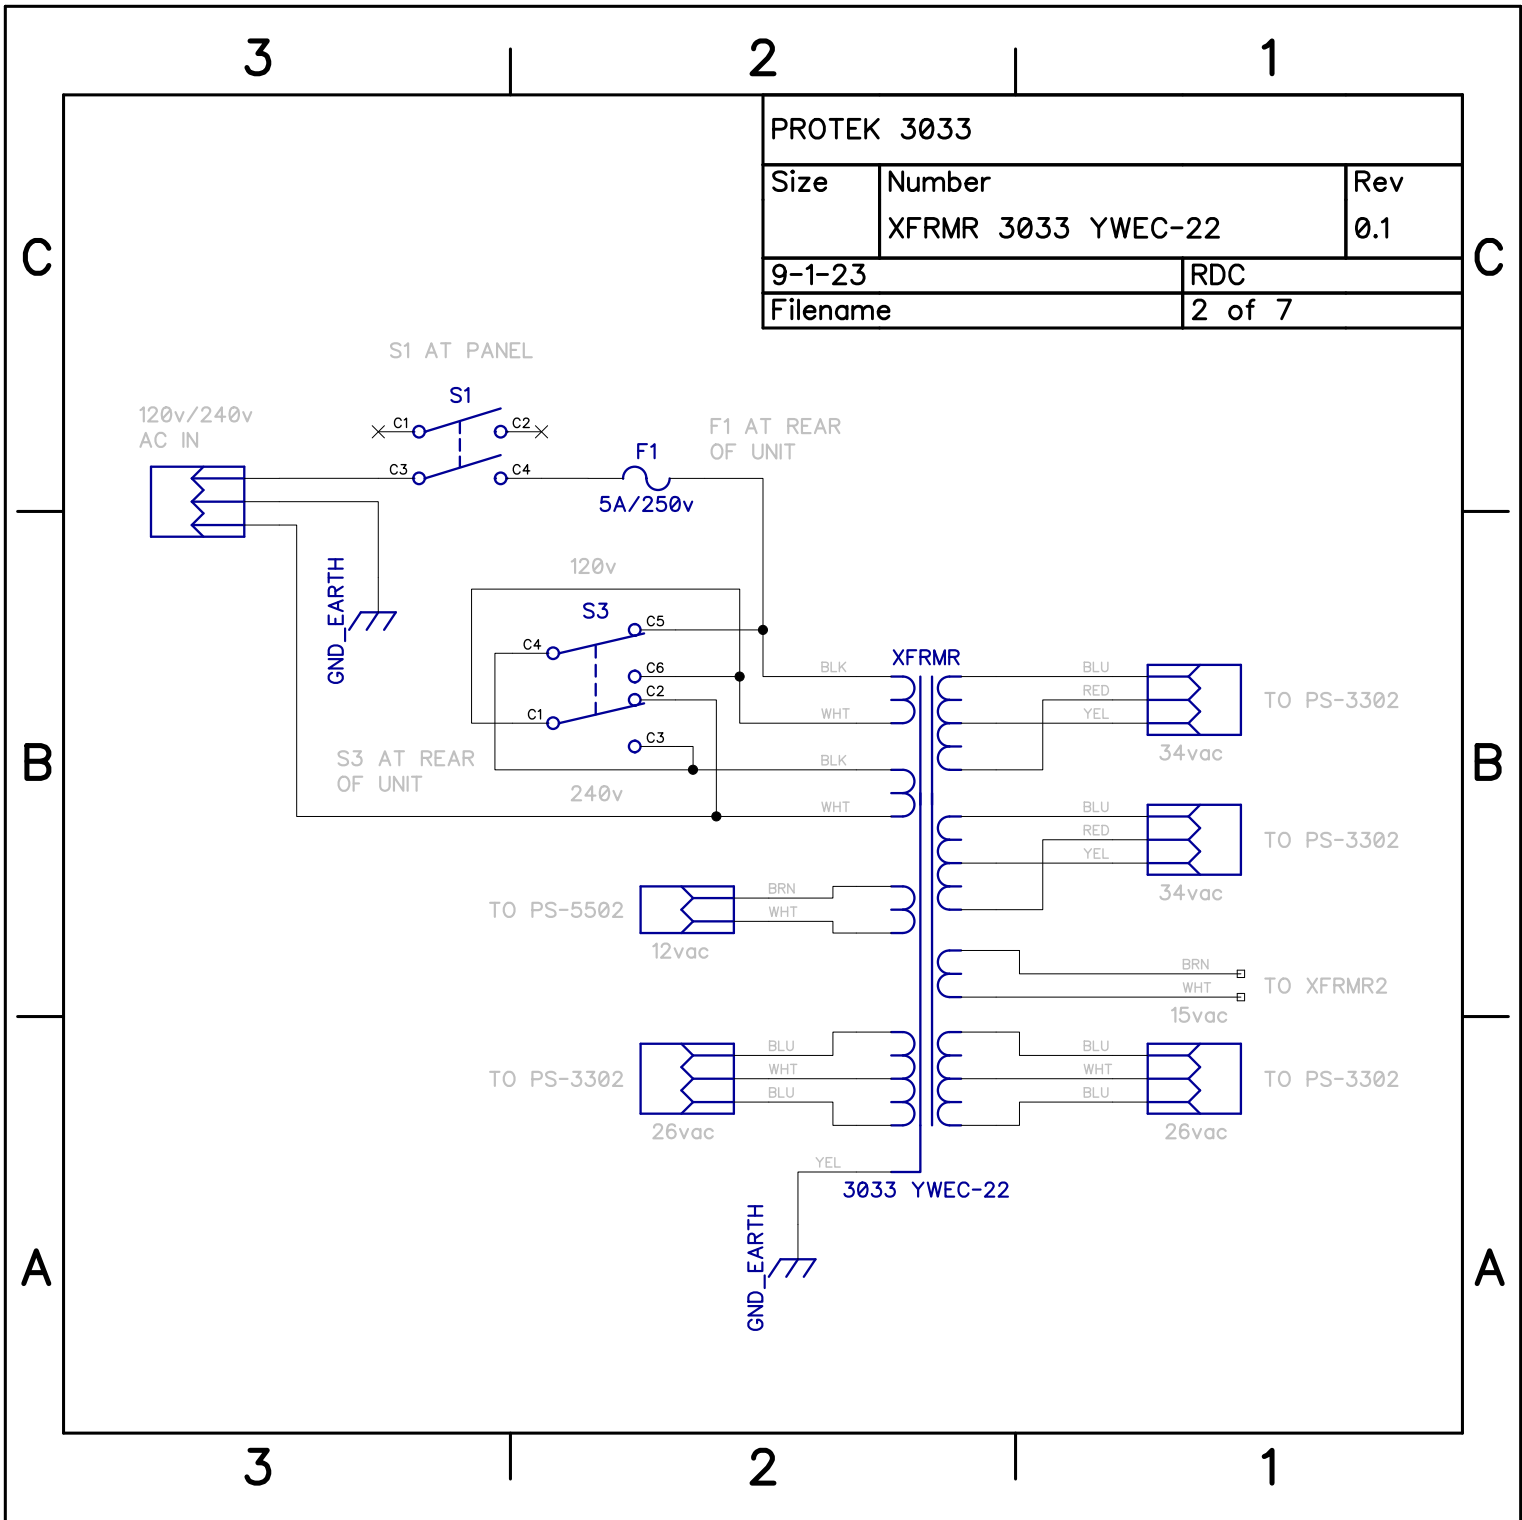 3 2 1
PROTEK 3033
Size Number Rev
XFRMR 3033 YWEC-22 0.1
C C
9-1-23 RDC
Filename 2 of 7
S1 AT PANEL
S1
120v/240v
AC IN
C1 C2
C3 C4
F1
5A/250v
F1 AT REAR
OF UNIT
GND_EARTH
120v
S3
C5
C4
C6
C2
C1
C3
S3 AT REAR
OF UNIT
240v
B B
XFRMR
BLK
WHT
BLK
WHT
BLU
RED
YEL
TO PS-3302
34vac
BLU
RED
YEL
TO PS-3302
34vac
TO PS-5502
BRN
WHT
12vac
BRN
WHT
TO XFRMR2
15vac
TO PS-3302
BLU
WHT
BLU
26vac
BLU
WHT
BLU
TO PS-3302
26vac
YEL
3033 YWEC-22
GND_EARTH
A A
3 2 1